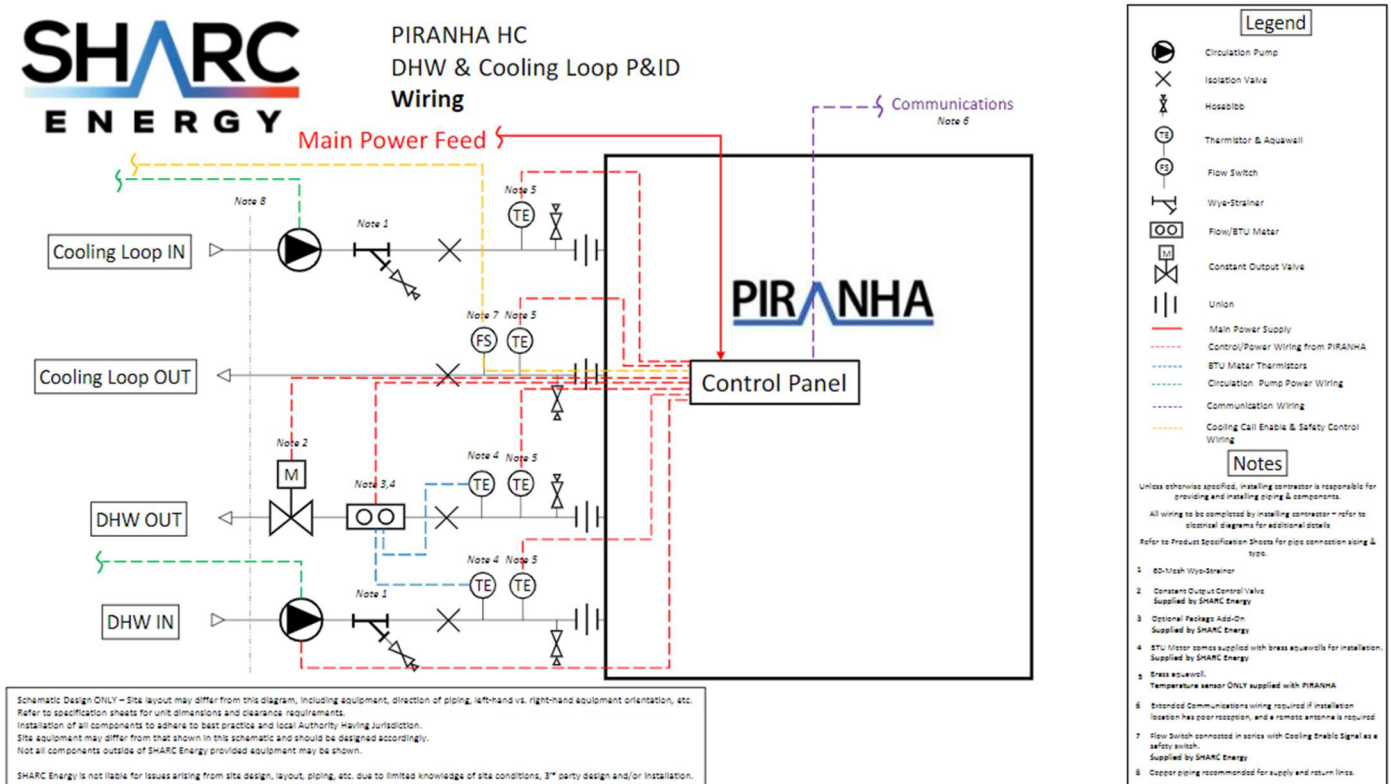 SHARC
ENERGY
PIRANHA HC
DHW & Cooling Loop P&ID
Wiring
Main Power Feed
Communications
Note 6
Note 8
Note 1
Note 5
TE
Cooling Loop IN
PIRANHA
Note 7
Note 5
FS
TE
Cooling Loop OUT
Control Panel
Note 2
M
Note 3,4
Note 4
Note 5
TE
TE
DHW OUT
Note 4
Note 5
TE
TE
Note 1
DHW IN
Schematic Design ONLY – Site layout may differ from this diagram, including equipment, direction of piping, left-hand vs. right-hand equipment orientation, etc.
Refer to specification sheets for unit dimensions and clearance requirements.
Installation of all components to adhere to best practice and local Authority Having Jurisdiction.
Site equipment may differ from that shown in this schematic and should be designed accordingly.
Not all components outside of SHARC Energy provided equipment may be shown.
SHARC Energy is not liable for issues arising from site design, layout, piping, etc. due to limited knowledge of site conditions, 3rd party design and/or installation.
Legend
Circulation Pump
Isolation Valve
Hosebibb
TE
Thermistor & Aquawell
FS
Flow Switch
Wye-Strainer
Flow/BTU Meter
M
Constant Output Valve
Union
Main Power Supply
Control/Power Wiring from PIRANHA
BTU Meter Thermistors
Circulation Pump Power Wiring
Communication Wiring
Cooling Call Enable & Safety Control
Wiring
Notes
Unless otherwise specified, installing contractor is responsible for
providing and installing piping & components.
All wiring to be completed by installing contractor – refer to
electrical diagrams for additional details
Refer to Product Specification Sheets for pipe connection sizing &
type.
1 60-Mesh Wye-Strainer
2 Constant Output Control Valve
Supplied by SHARC Energy
3 Optional Package Add-On
Supplied by SHARC Energy
4 BTU Meter comes supplied with brass aquawells for installation.
Supplied by SHARC Energy
5 Brass aquawell.
Temperature sensor ONLY supplied with PIRANHA
6 Extended Communications wiring required if installation
location has poor reception, and a remote antenna is required
7 Flow Switch connected in series with Cooling Enable Signal as a
safety switch.
Supplied by SHARC Energy
8 Copper piping recommended for supply and return lines.